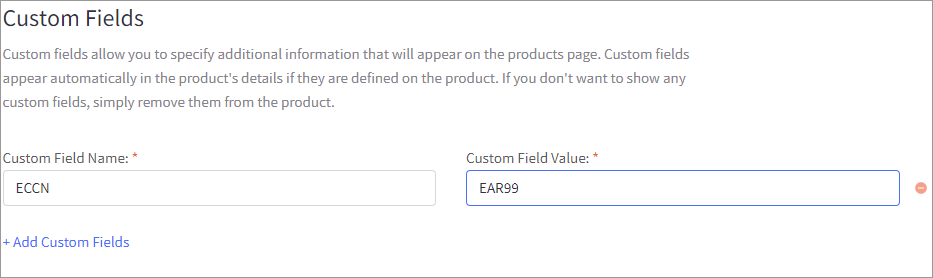 Custom Fields
Custom fields allow you to specify additional information that will appear on the products page. Custom fields
appear automatically in the product's details if they are defined on the product. If you don't want to show any
custom fields, simply remove them from the product.
Custom Field Name: * Custom Field Value: *
ECCN EAR99
+ Add Custom Fields